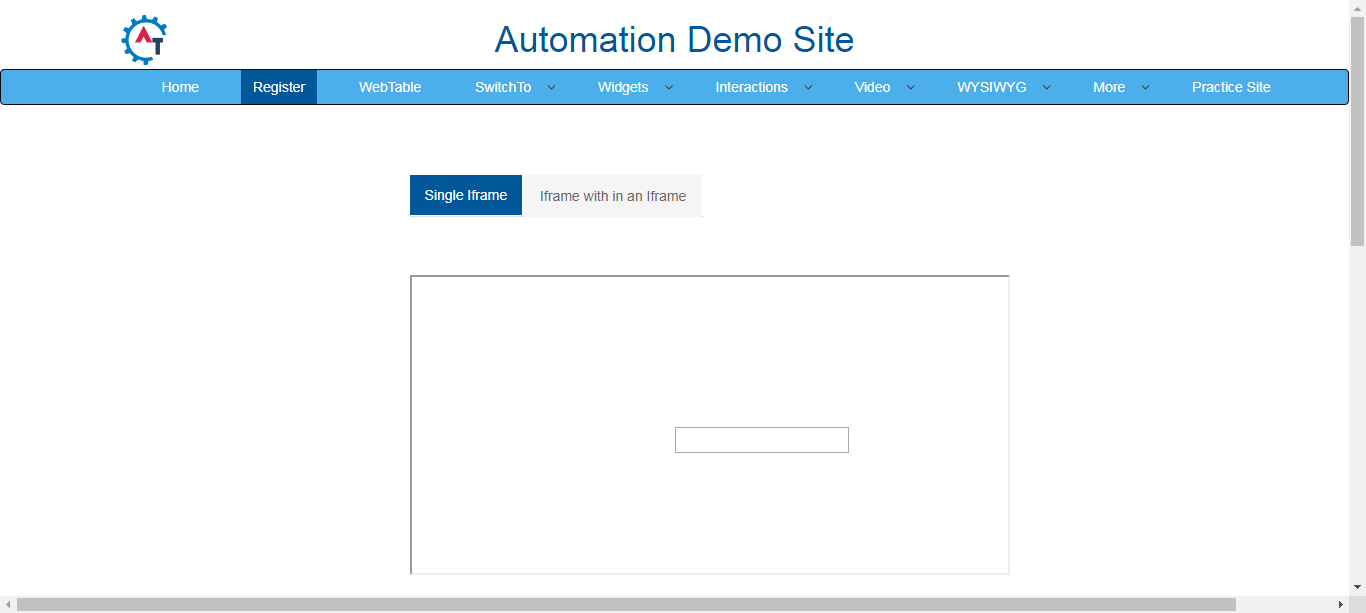 AT
Automation Demo Site
Home Register WebTable SwitchTo Widgets Interactions Video WYSIWYG More Practice Site
Single Iframe Iframe with in an Iframe